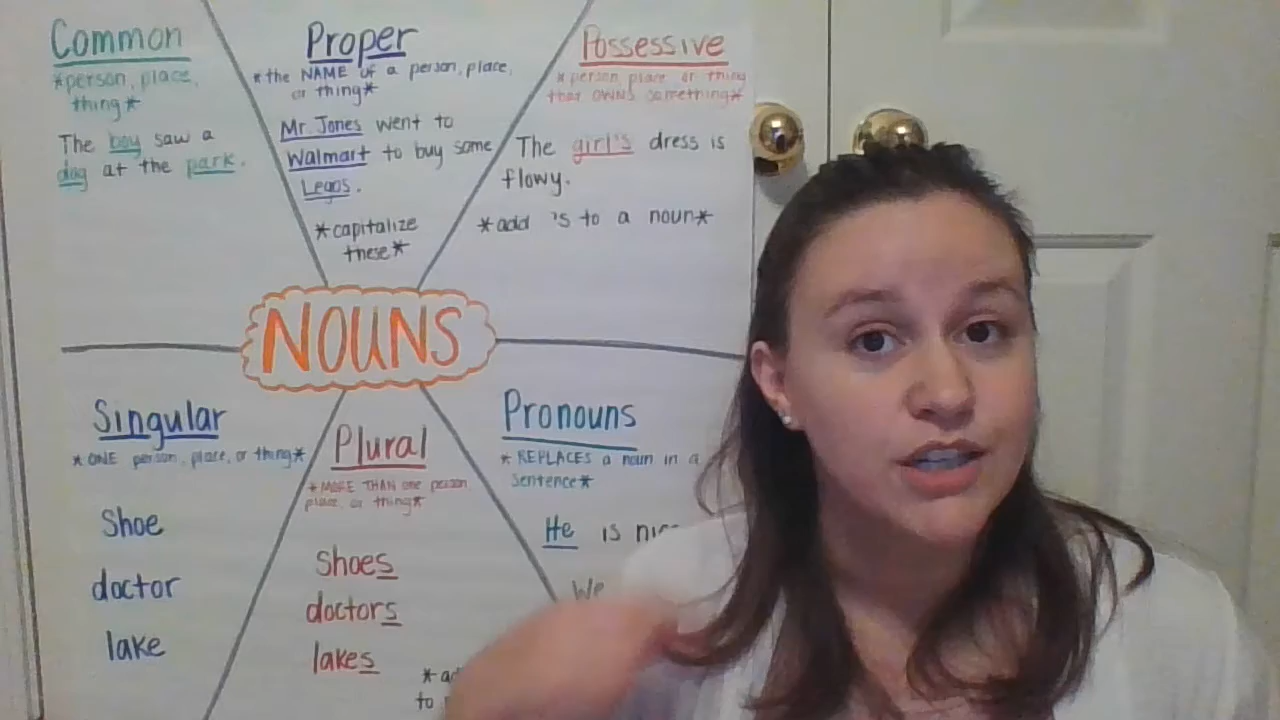 Common
*person, place,
thing*
The boy saw a
dog at the park.
Proper
*the NAME of a person, place,
or thing*
Mr. Jones went to
Walmart to buy some
Legos.
*capitalize
these*
Possessive
*person, place or thing
that OWNS something*
The girl's dress is
flowy.
*add 's to a noun*
NOUNS
Singular
*ONE person, place, or thing*
Shoe
doctor
lake
Plural
*MORE THAN one person
place, or thing*
Shoes
doctors
lakes
*
to
Pronouns
*REPLACES a noun in a
sentence*
He is
We